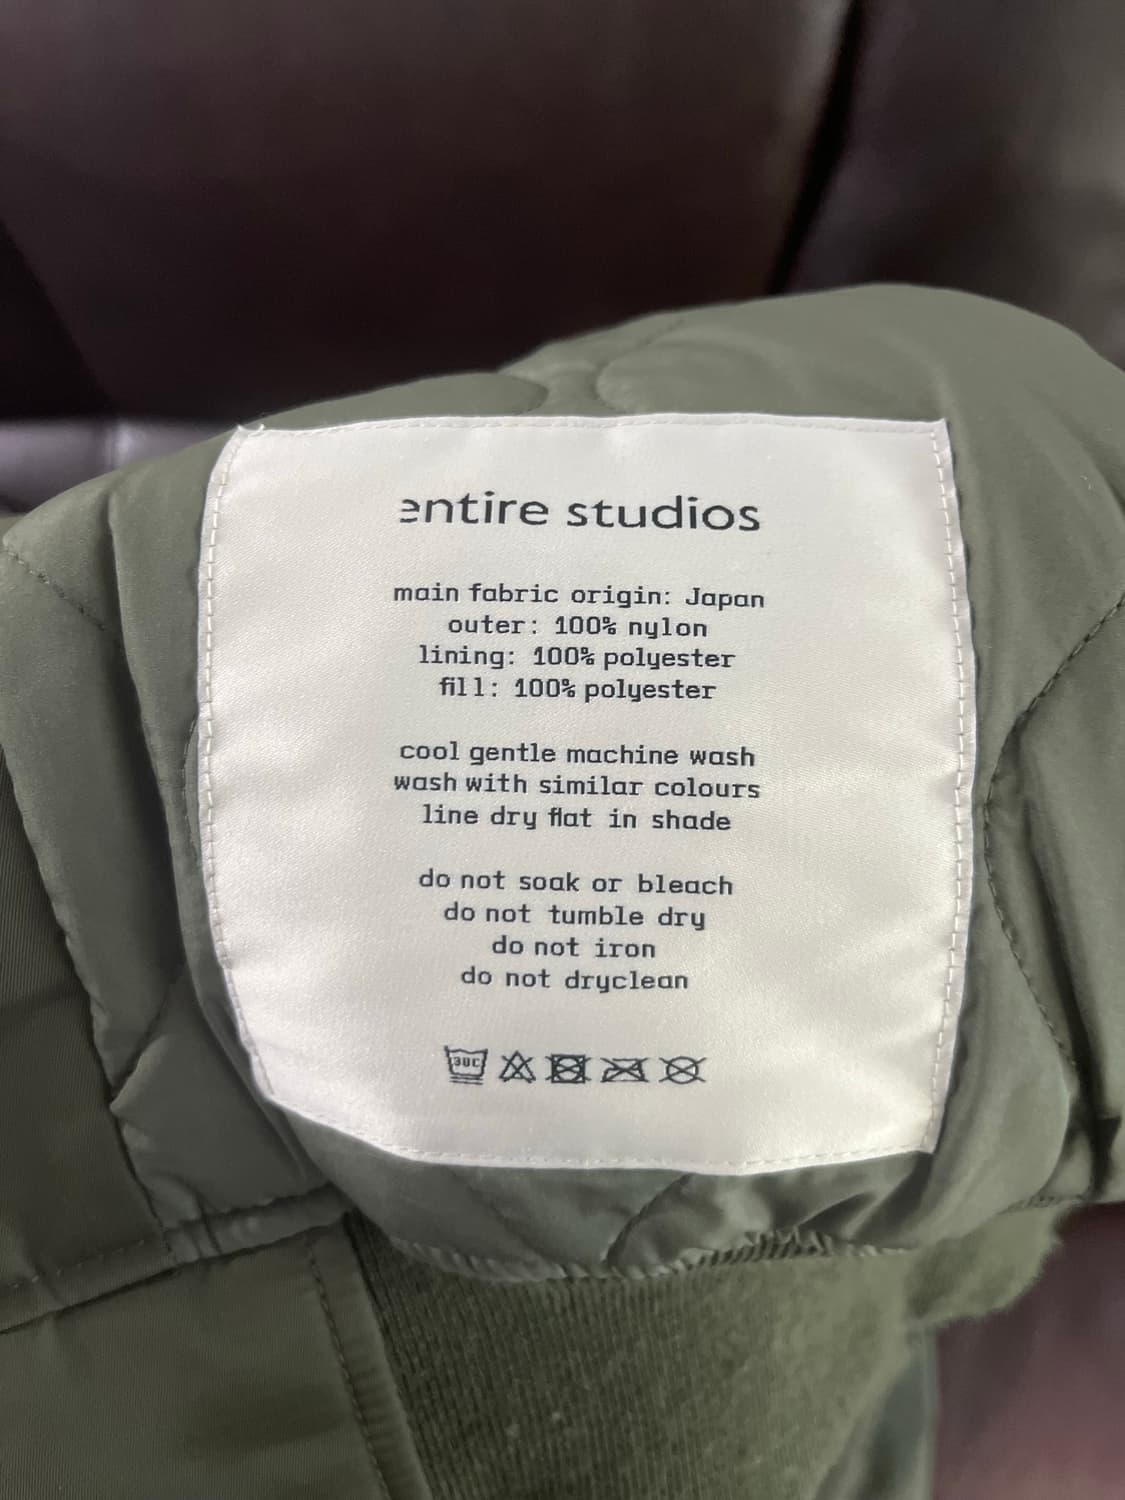 entire studios
main fabric origin: Japan
outer: 100% nylon
lining: 100% polyester
fill: 100% polyester
cool gentle machine wash
wash with similar colours
line dry flat in shade
do not soak or bleach
do not tumble dry
do not iron
do not dryclean
30C